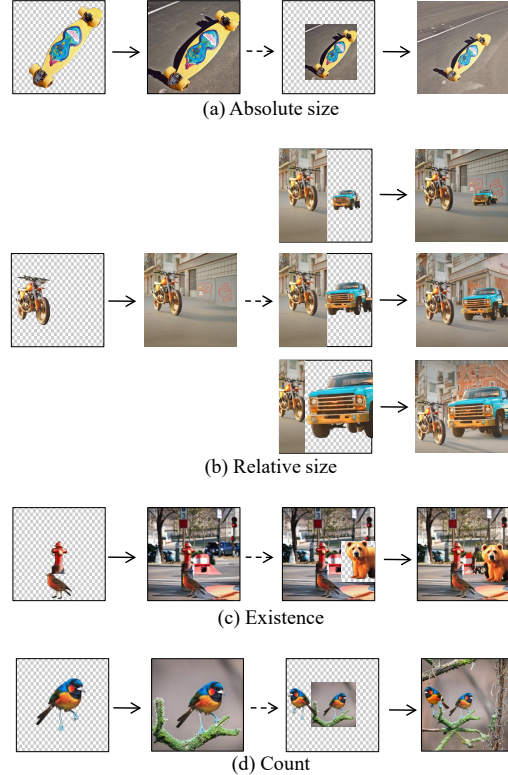 (a) Absolute size
(b) Relative size
(c) Existence
(d) Count